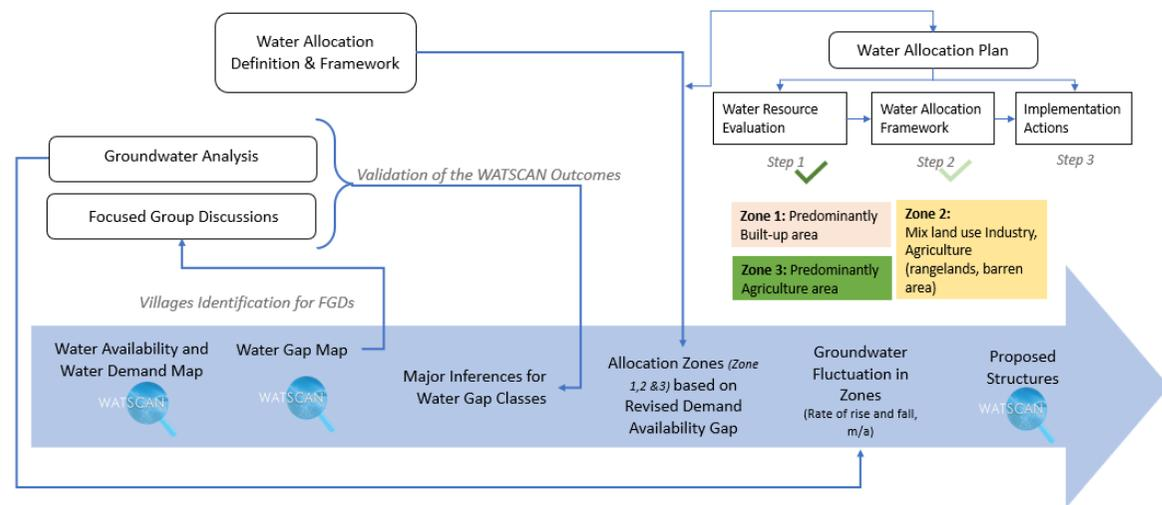 Water Allocation
Definition & Framework
Water Allocation Plan
Water Resource
Evaluation
Water Allocation
Framework
Implementation
Actions
Step 1
Step 2
Step 3
Groundwater Analysis
Focused Group Discussions
Validation of the WATSCAN Outcomes
Zone 1: Predominantly
Built-up area
Zone 2:
Mix land use Industry,
Agriculture
(rangelands, barren
area)
Zone 3: Predominantly
Agriculture area
Villages Identification for FGDs
Water Availability and
Water Demand Map
WATSCAN
Water Gap Map
WATSCAN
Major Inferences for
Water Gap Classes
Allocation Zones (Zone
1,2 &3) based on
Revised Demand
Availability Gap
Groundwater
Fluctuation in
Zones
(Rate of rise and fall,
m/a)
Proposed
Structures
WATSCAN